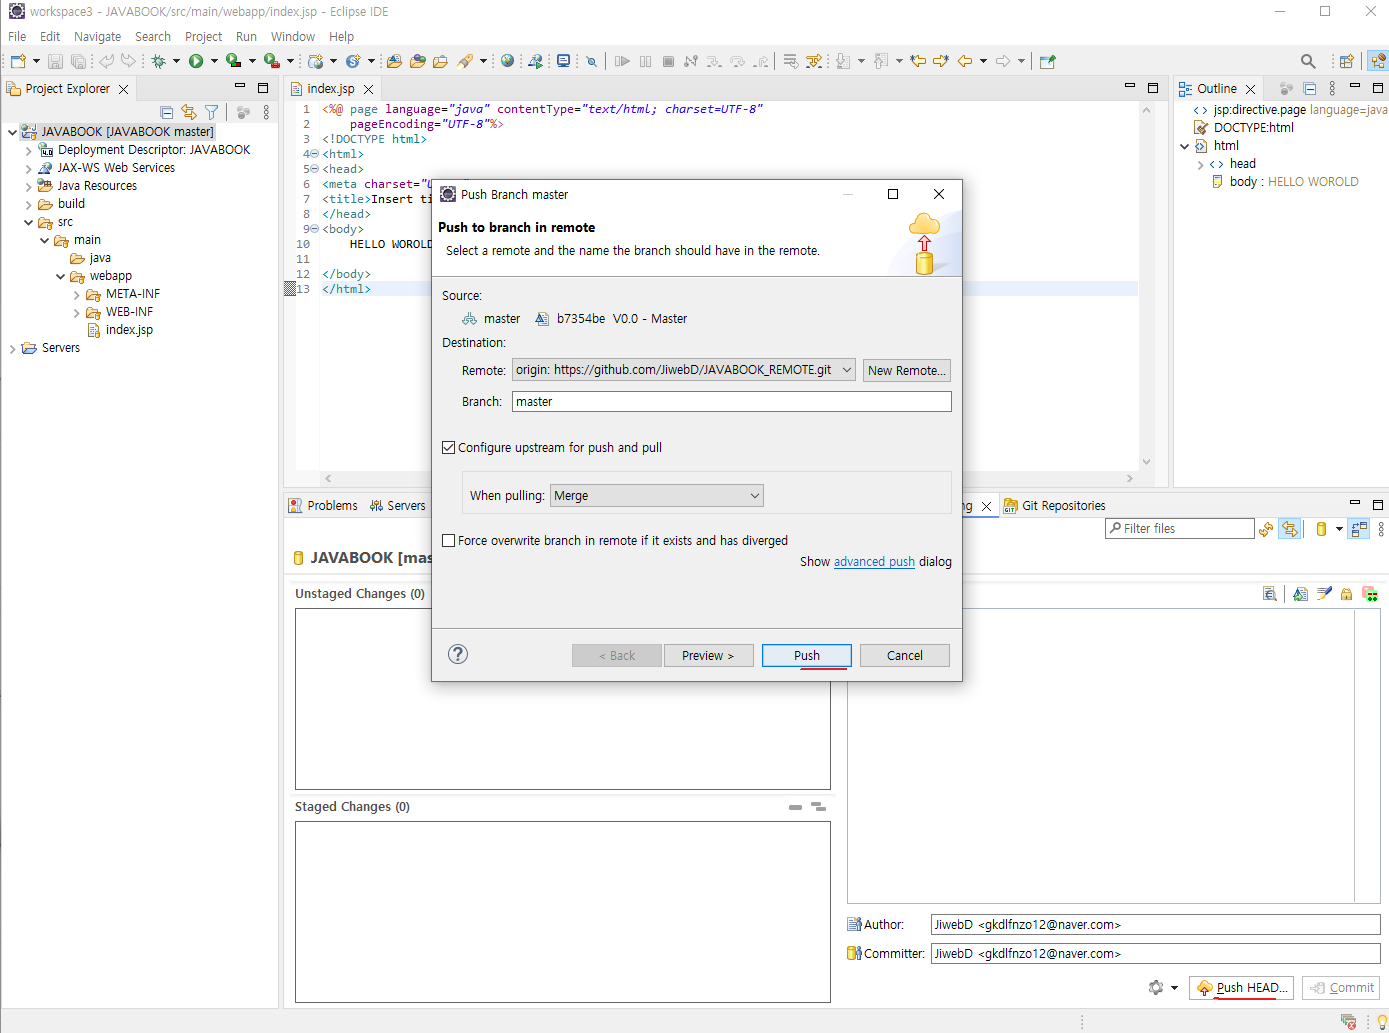 workspace3 - JAVABOOK/src/main/webapp/index.jsp - Eclipse IDE
File Edit Navigate Search Project Run Window Help
Project Explorer
JAVABOOK [JAVABOOK master]
Deployment Descriptor: JAVABOOK
JAX-WS Web Services
Java Resources
build
src
main
java
webapp
META-INF
WEB-INF
index.jsp
Servers
index.jsp
1 <%@ page language="java" contentType="text/html; charset=UTF-8"
2 pageEncoding="UTF-8"%>
3 <!DOCTYPE html>
4 <html>
5 <head>
6 <meta charset="U
7 <title>Insert ti
8 </head>
9 <body>
10 HELLO WOROLD
11
12 </body>
13 </html>
Outline
jsp:directive.page language=java
DOCTYPE:html
html
head
body : HELLO WOROLD
Push Branch master
Push to branch in remote
Select a remote and the name the branch should have in the remote.
Source:
master b7354be V0.0 - Master
Destination:
Remote: origin: https://github.com/JiwebD/JAVABOOK_REMOTE.git New Remote...
Branch: master
Configure upstream for push and pull
When pulling: Merge
Force overwrite branch in remote if it exists and has diverged
Show advanced push dialog
< Back Preview > Push Cancel
Problems Servers ng Git Repositories
Filter files
JAVABOOK [mas
Unstaged Changes (0)
Staged Changes (0)
Author: JiwebD <gkdlfnzo12@naver.com>
Committer: JiwebD <gkdlfnzo12@naver.com>
Push HEAD... Commit